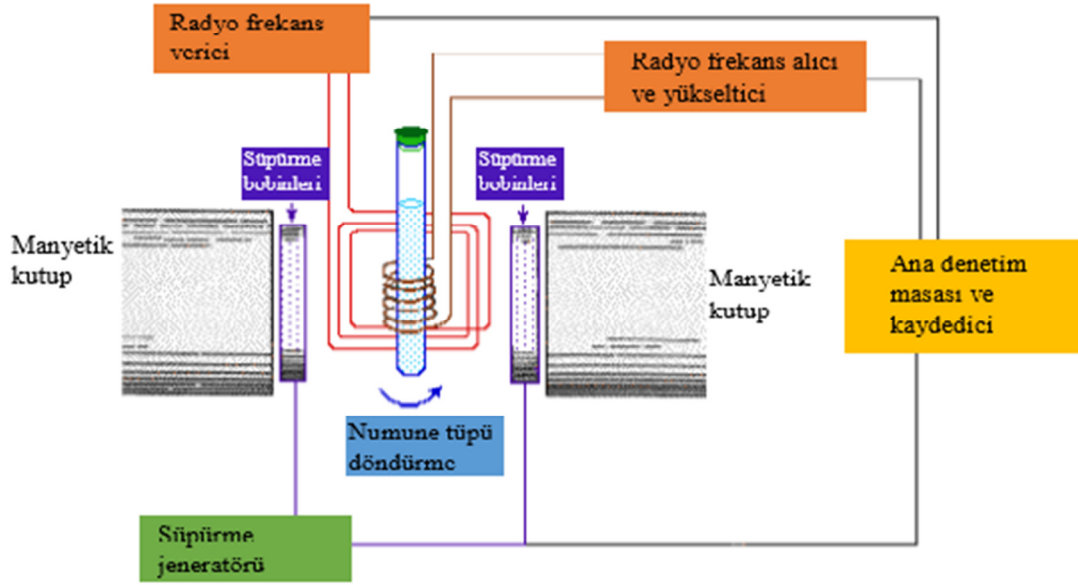 Radyo frekans
verici
Radyo frekans alıcı
ve yükseltici
Süpürme
bobinleri
Süpürme
bobinleri
Manyetik
kutup
Manyetik
kutup
Ana denetim
masası ve
kaydedici
Numune tüpü
döndürme
Süpürme
jeneratörü